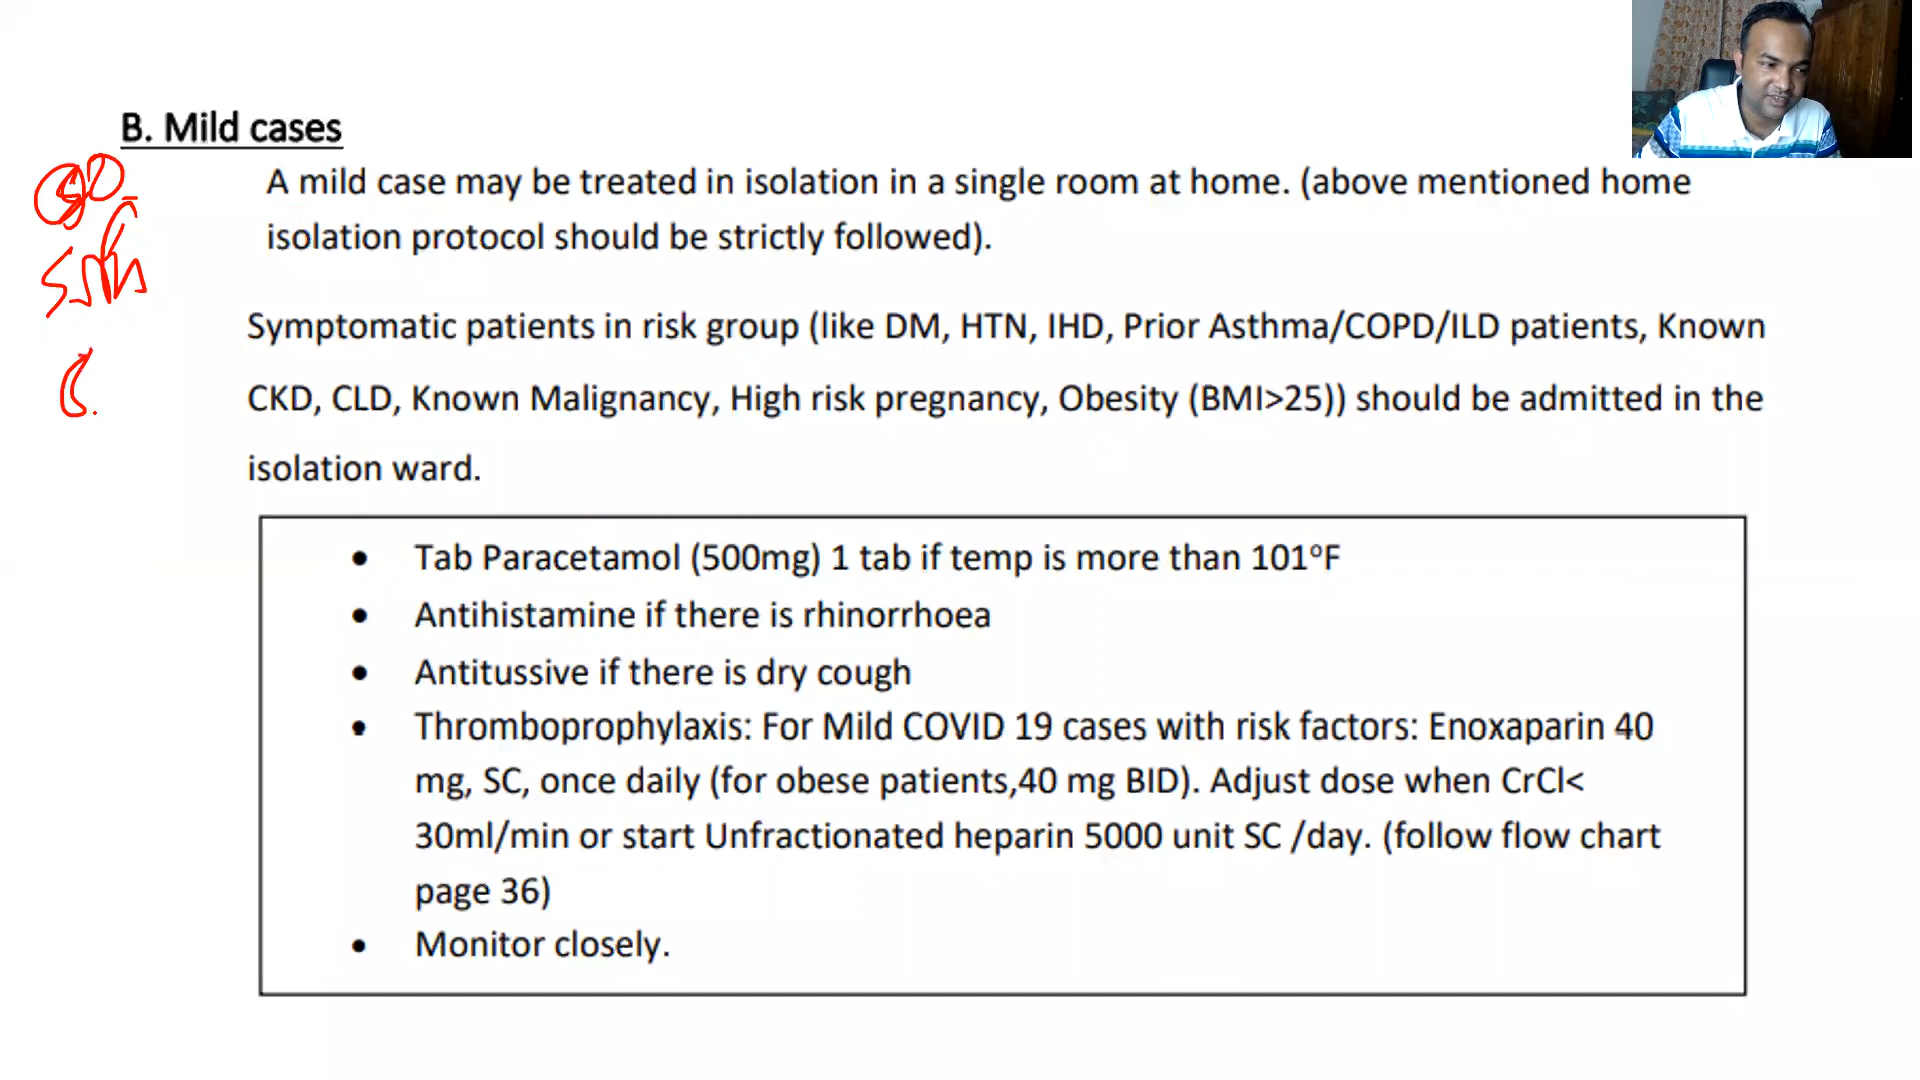 B. Mild cases
A mild case may be treated in isolation in a single room at home. (above mentioned home
isolation protocol should be strictly followed).
Symptomatic patients in risk group (like DM, HTN, IHD, Prior Asthma/COPD/ILD patients, Known
CKD, CLD, Known Malignancy, High risk pregnancy, Obesity (BMI>25)) should be admitted in the
isolation ward.
• Tab Paracetamol (500mg) 1 tab if temp is more than 101ºF
• Antihistamine if there is rhinorrhoea
• Antitussive if there is dry cough
• Thromboprophylaxis: For Mild COVID 19 cases with risk factors: Enoxaparin 40
mg, SC, once daily (for obese patients,40 mg BID). Adjust dose when CrCl<
30ml/min or start Unfractionated heparin 5000 unit SC /day. (follow flow chart
page 36)
• Monitor closely.